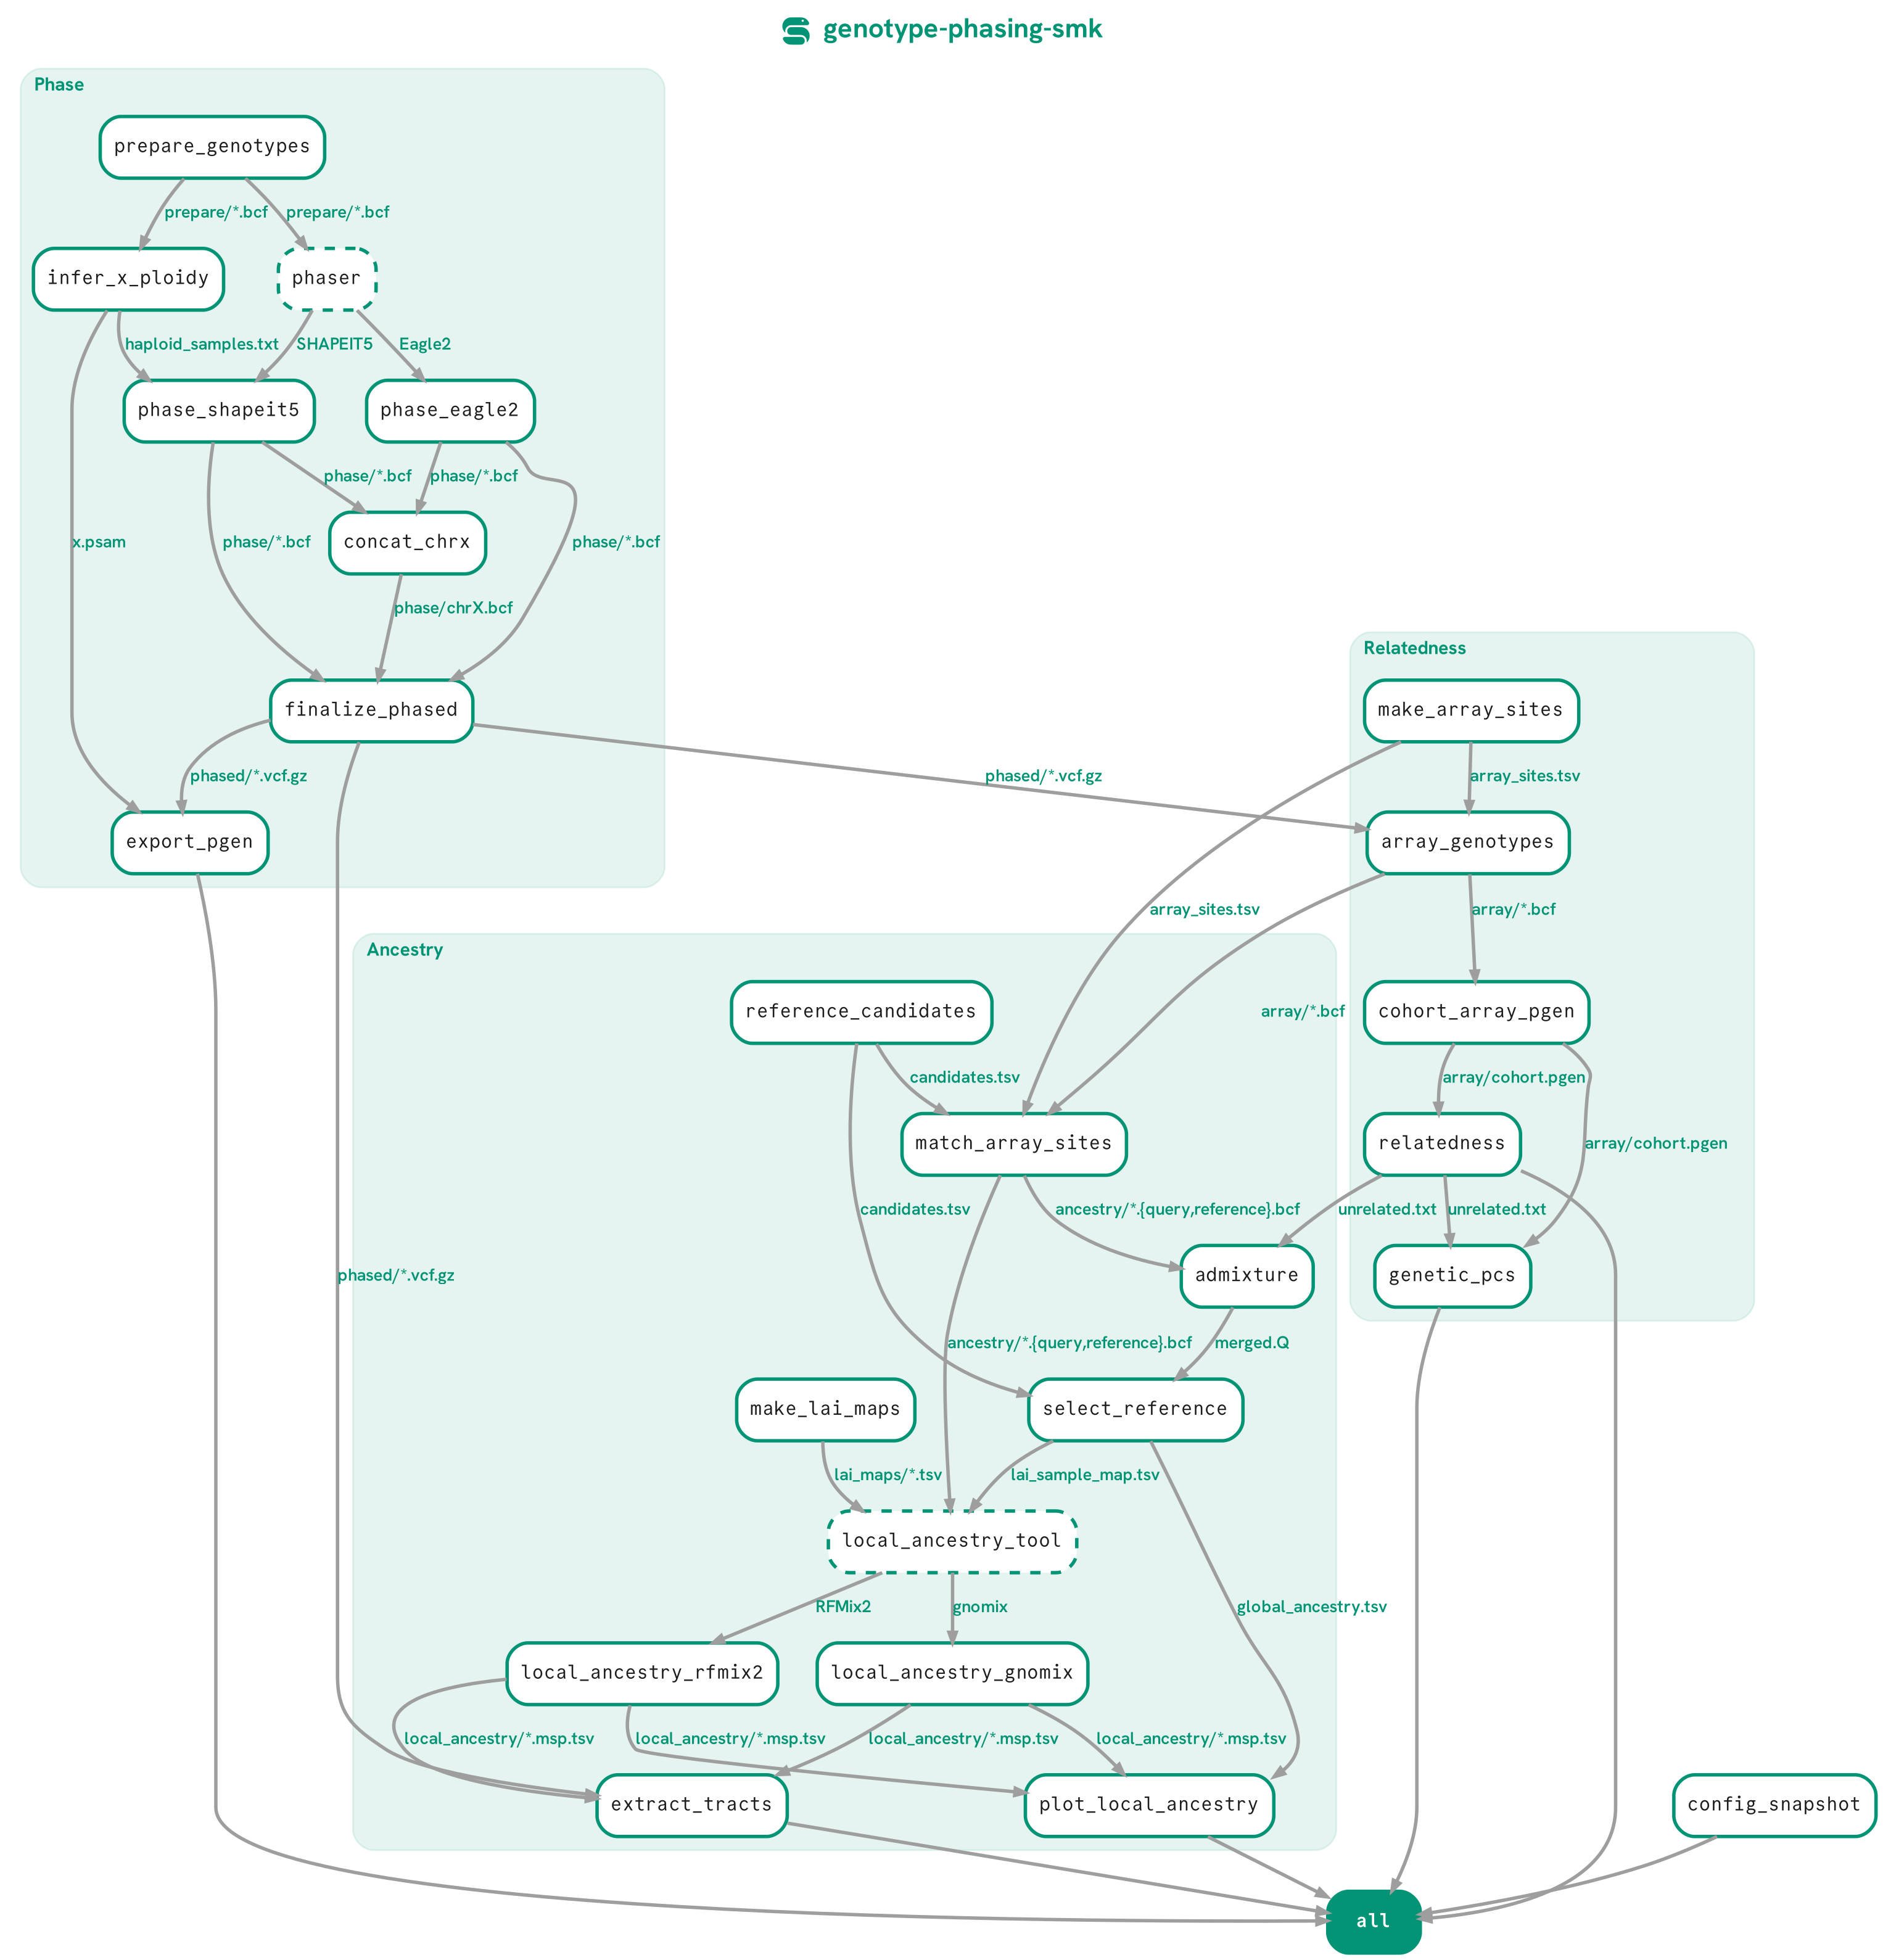 genotype-phasing-smk
Phase
prepare_genotypes
prepare/*.bcf
prepare/*.bcf
infer_x_ploidy
phaser
haploid_samples.txt
SHAPEIT5
Eagle2
phase_shapeit5
phase_eagle2
phase/*.bcf
phase/*.bcf
x.psam
phase/*.bcf
concat_chrx
phase/*.bcf
phase/chrX.bcf
finalize_phased
phased/*.vcf.gz
export_pgen
phased/*.vcf.gz
Relatedness
make_array_sites
array_sites.tsv
array_genotypes
array_sites.tsv
array/*.bcf
Ancestry
reference_candidates
array/*.bcf
cohort_array_pgen
candidates.tsv
array/cohort.pgen
match_array_sites
relatedness
array/cohort.pgen
candidates.tsv
ancestry/*.{query,reference}.bcf
unrelated.txt
unrelated.txt
phased/*.vcf.gz
admixture
genetic_pcs
ancestry/*.{query,reference}.bcf
merged.Q
make_lai_maps
select_reference
lai_maps/*.tsv
lai_sample_map.tsv
local_ancestry_tool
RFMix2
gnomix
global_ancestry.tsv
local_ancestry_rfmix2
local_ancestry_gnomix
local_ancestry/*.msp.tsv
local_ancestry/*.msp.tsv
local_ancestry/*.msp.tsv
local_ancestry/*.msp.tsv
extract_tracts
plot_local_ancestry
config_snapshot
all